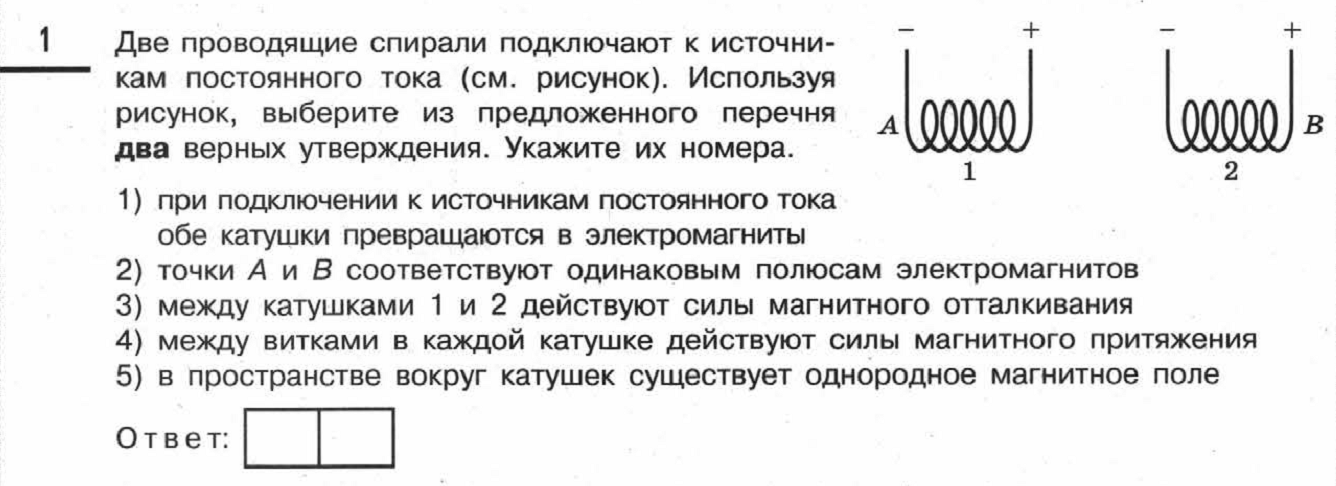 1
Две проводящие спирали подключают к источни-
кам постоянного тока (см. рисунок). Используя
рисунок, выберите из предложенного перечня
два верных утверждения. Укажите их номера.
− + − +
A B
1 2
1) при подключении к источникам постоянного тока
обе катушки превращаются в электромагниты
2) точки A и B соответствуют одинаковым полюсам электромагнитов
3) между катушками 1 и 2 действуют силы магнитного отталкивания
4) между витками в каждой катушке действуют силы магнитного притяжения
5) в пространстве вокруг катушек существует однородное магнитное поле
Ответ: